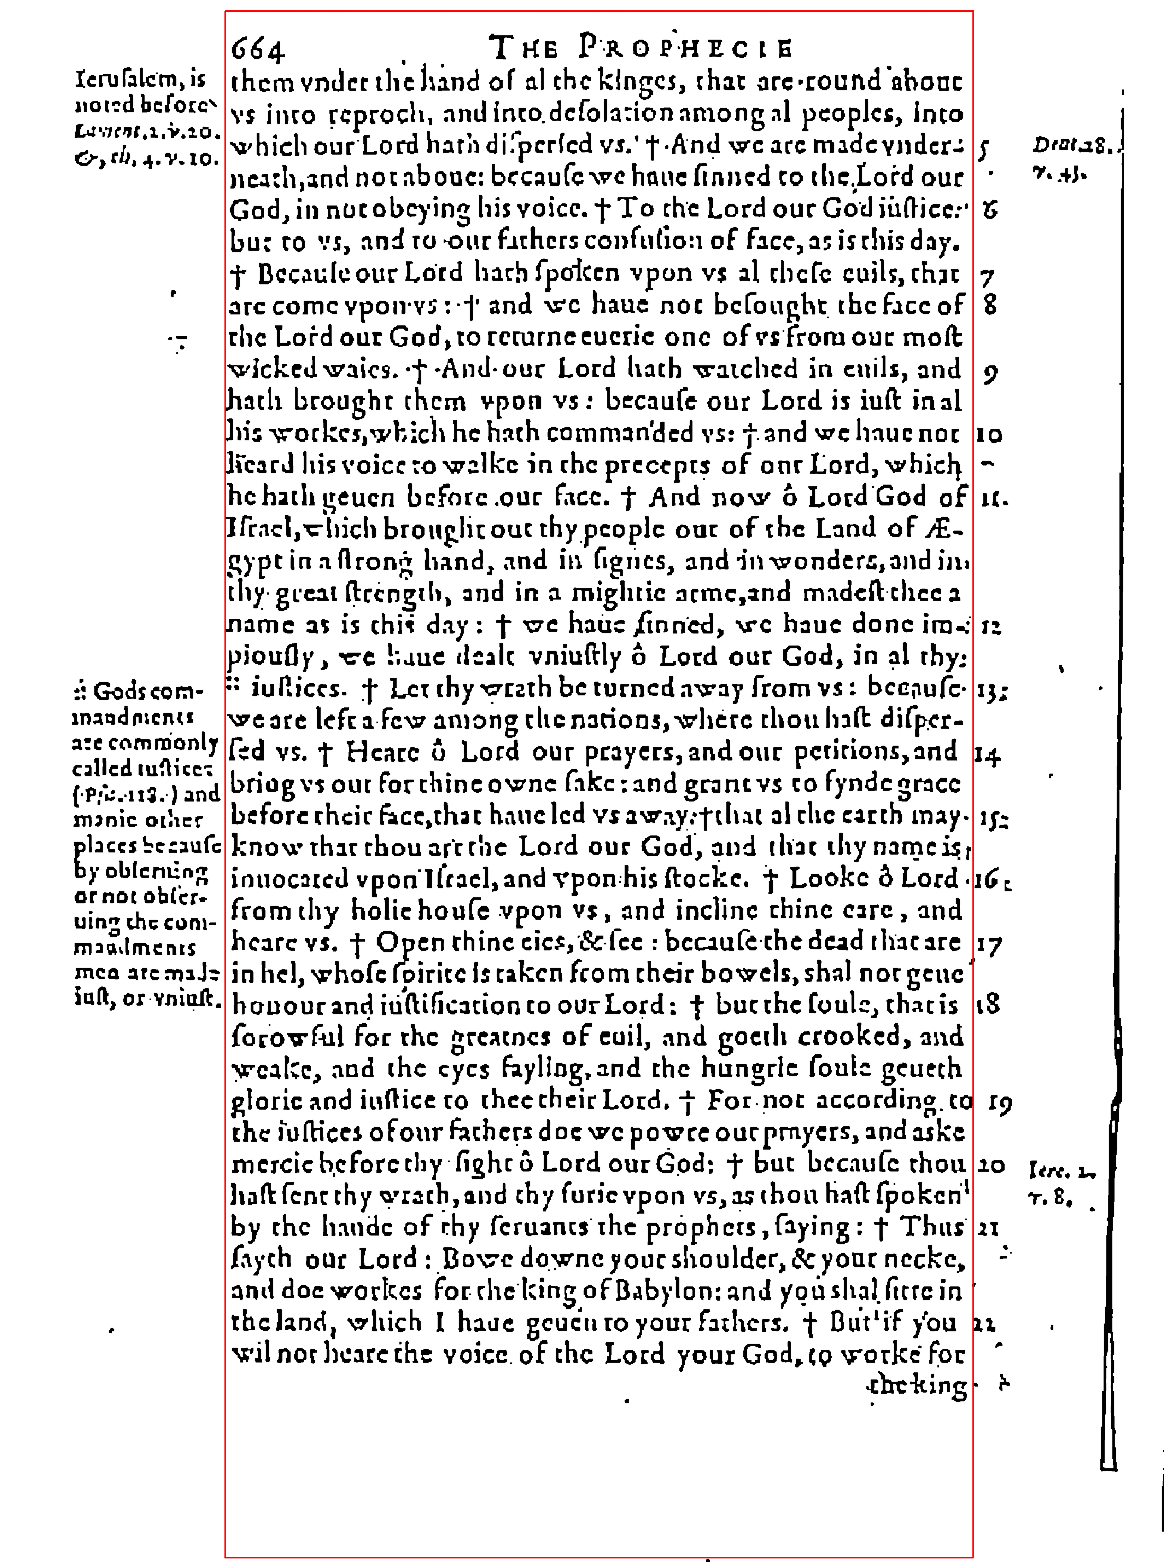 664 THE PROPHECIE
Ierusalem, is
noted before
Lament. 1. v. 20.
&, ch. 4. v. 20.
them vnder the hand of al the kinges, that are round about
vs into reproch, and into desolation among al peoples, into
which our Lord hath dispersed vs. † And we are made vnder- 5
neath, and not aboue: because we haue sinned to the Lord our
God, in not obeying his voice. † To the Lord our God iustice: 6
but to vs, and to our fathers confusion of face, as is this day.
† Because our Lord hath spoken vpon vs al these euils, that 7
are come vpon vs: † and we haue not besought the face of 8
the Lord our God, to returne euerie one of vs from our most
wicked waies. † And our Lord hath watched in euils, and 9
hath brought them vpon vs: because our Lord is iust in al
his workes, which he hath commanded vs: † and we haue not 10
heard his voice to walke in the precepts of our Lord, which
he hath geuen before our face. † And now ô Lord God of 11.
Israel, which brought out thy people out of the Land of Æ-
gypt in a strong hand, and in signes, and in wonders, and in
thy great strength, and in a mightie arme, and madest thee a
name as is this day: † we haue sinned, we haue done im- 12
piously, we haue dealt vniustly ô Lord our God, in al thy
:: iustices. † Let thy wrath be turned away from vs: because 13
we are left a few among the nations, where thou hast disper-
sed vs. † Heare ô Lord our prayers, and our petitions, and 14
bring vs out for thine owne sake: and grant vs to fynde grace
before their face, that haue led vs away: † that al the earth may 15
know that thou art the Lord our God, and that thy name is
inuocated vpon Israel, and vpon his stocke. † Looke ô Lord 16
from thy holie house vpon vs, and incline thine eare, and
heare vs. † Open thine eies, & see: because the dead that are 17
in hel, whose spirite is taken from their bowels, shal not geue
honour and iustification to our Lord: † but the soule, that is 18
sorowful for the greatnes of euil, and goeth crooked, and
weake, and the eyes fayling, and the hungrie soule geueth
glorie and iustice to thee their Lord. † For not according to 19
the iustices of our fathers doe we powre out prayers, and aske
mercie before thy sight ô Lord our God: † but because thou 20
hast sent thy wrath, and thy furie vpon vs, as thou hast spoken
by the hande of thy seruants the prophets, saying: † Thus 21
sayth our Lord: Bowe downe your shoulder, & your necke,
and doe workes for the king of Babylon: and you shal sitte in
the land, which I haue geuen to your fathers. † But if you 22
wil not heare the voice of the Lord your God, to worke for
the king
:: Gods com-
mandments
are commonly
called iustices
(Psa. 118.) and
manie other
places because
by obseruing
or not obser-
uing the com-
mandments
men are made
iust, or vniust.
Deut. 28.
v. 43.
Iere. 2.
v. 8.